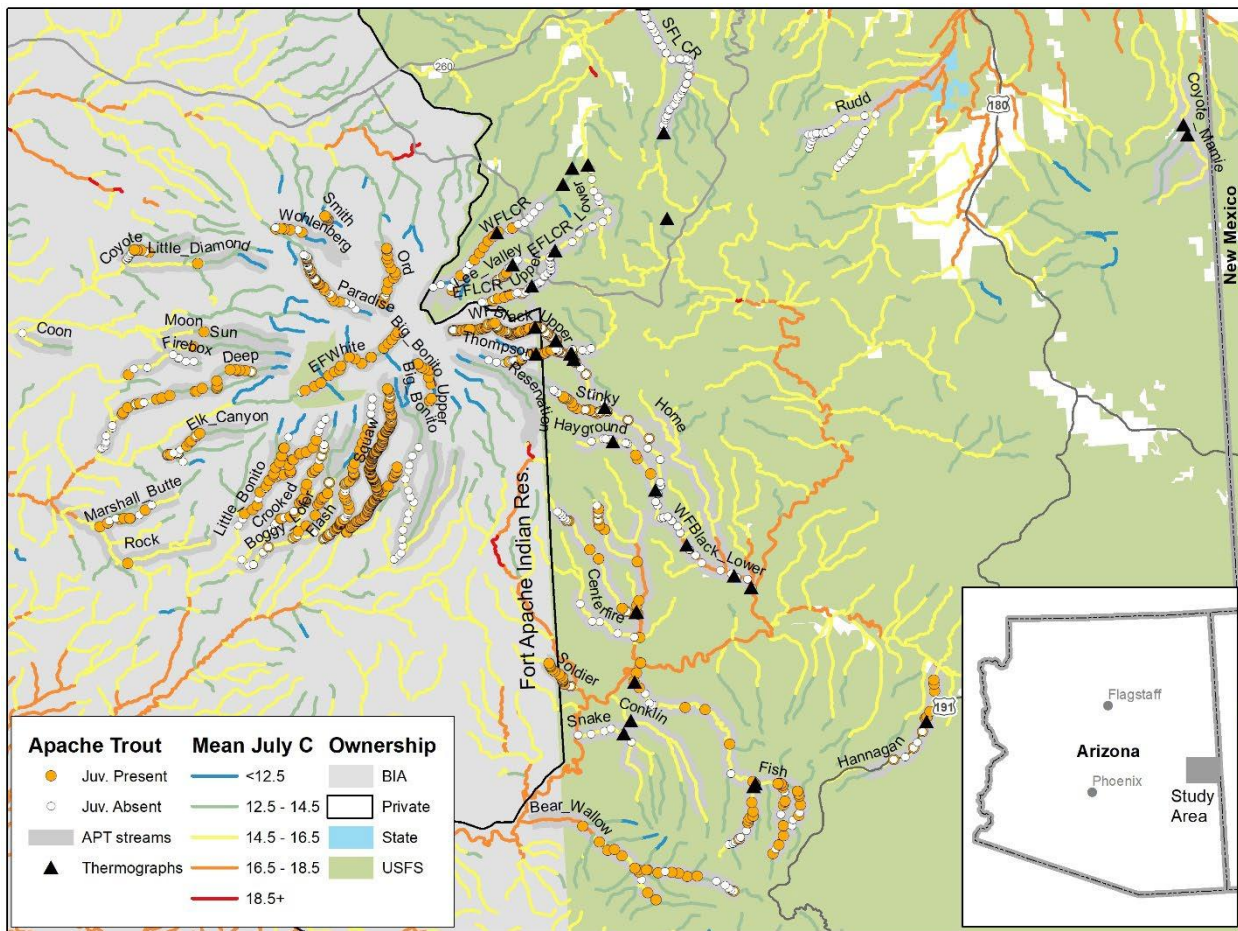 SFLCR
260
Rudd
180
Coyote_Mamie
New Mexico
Smith
Wohlenberg
Coyote
Little_Diamond
Ord
WFLCR
Lower
Lee_Valley
EFLCR_L
EFLCR_Upper
Paradise
Moon
Sun
Coon
Firebox
Deep
EFWhite
Big_Bonito_Upper
Big_Bonito
WFBlack_Upper
Thompson
Reservation
Stinky
Hayground
Home
Elk_Canyon
Squaw
Little_Bonito
Crooked
Boggy_Lofer
Flash
Marshall_Butte
Rock
WFBlack_Lower
Centerfire
Fort Apache Indian Res.
Soldier
Snake
Conklin
Fish
Hannagan
191
Bear_Wallow
Apache Trout
Juv. Present
Juv. Absent
APT streams
Thermographs
Mean July C
<12.5
12.5 - 14.5
14.5 - 16.5
16.5 - 18.5
18.5+
Ownership
BIA
Private
State
USFS
Flagstaff
Arizona
Phoenix
Study
Area